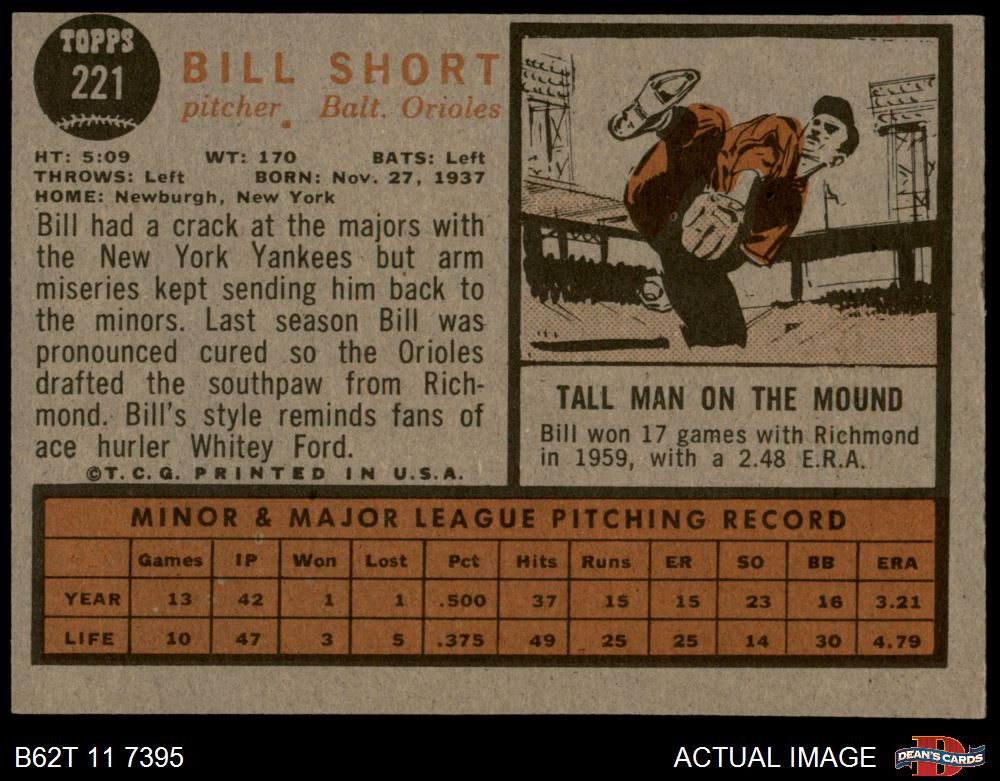 TOPPS
221
BILL SHORT
pitcher, Balt. Orioles
HT: 5:09 WT: 170 BATS: Left
THROWS: Left BORN: Nov. 27, 1937
HOME: Newburgh, New York
Bill had a crack at the majors with
the New York Yankees but arm
miseries kept sending him back to
the minors. Last season Bill was
pronounced cured so the Orioles
drafted the southpaw from Rich-
mond. Bill's style reminds fans of
ace hurler Whitey Ford.
©T.C.G. PRINTED IN U.S.A.
TALL MAN ON THE MOUND
Bill won 17 games with Richmond
in 1959, with a 2.48 E.R.A.
MINOR & MAJOR LEAGUE PITCHING RECORD
Games IP Won Lost Pct Hits Runs ER SO BB ERA
YEAR 13 42 1 1 .500 37 15 15 23 16 3.21
LIFE 10 47 3 5 .375 49 25 25 14 30 4.79
B62T 11 7395 ACTUAL IMAGE D DEAN'S CARDS